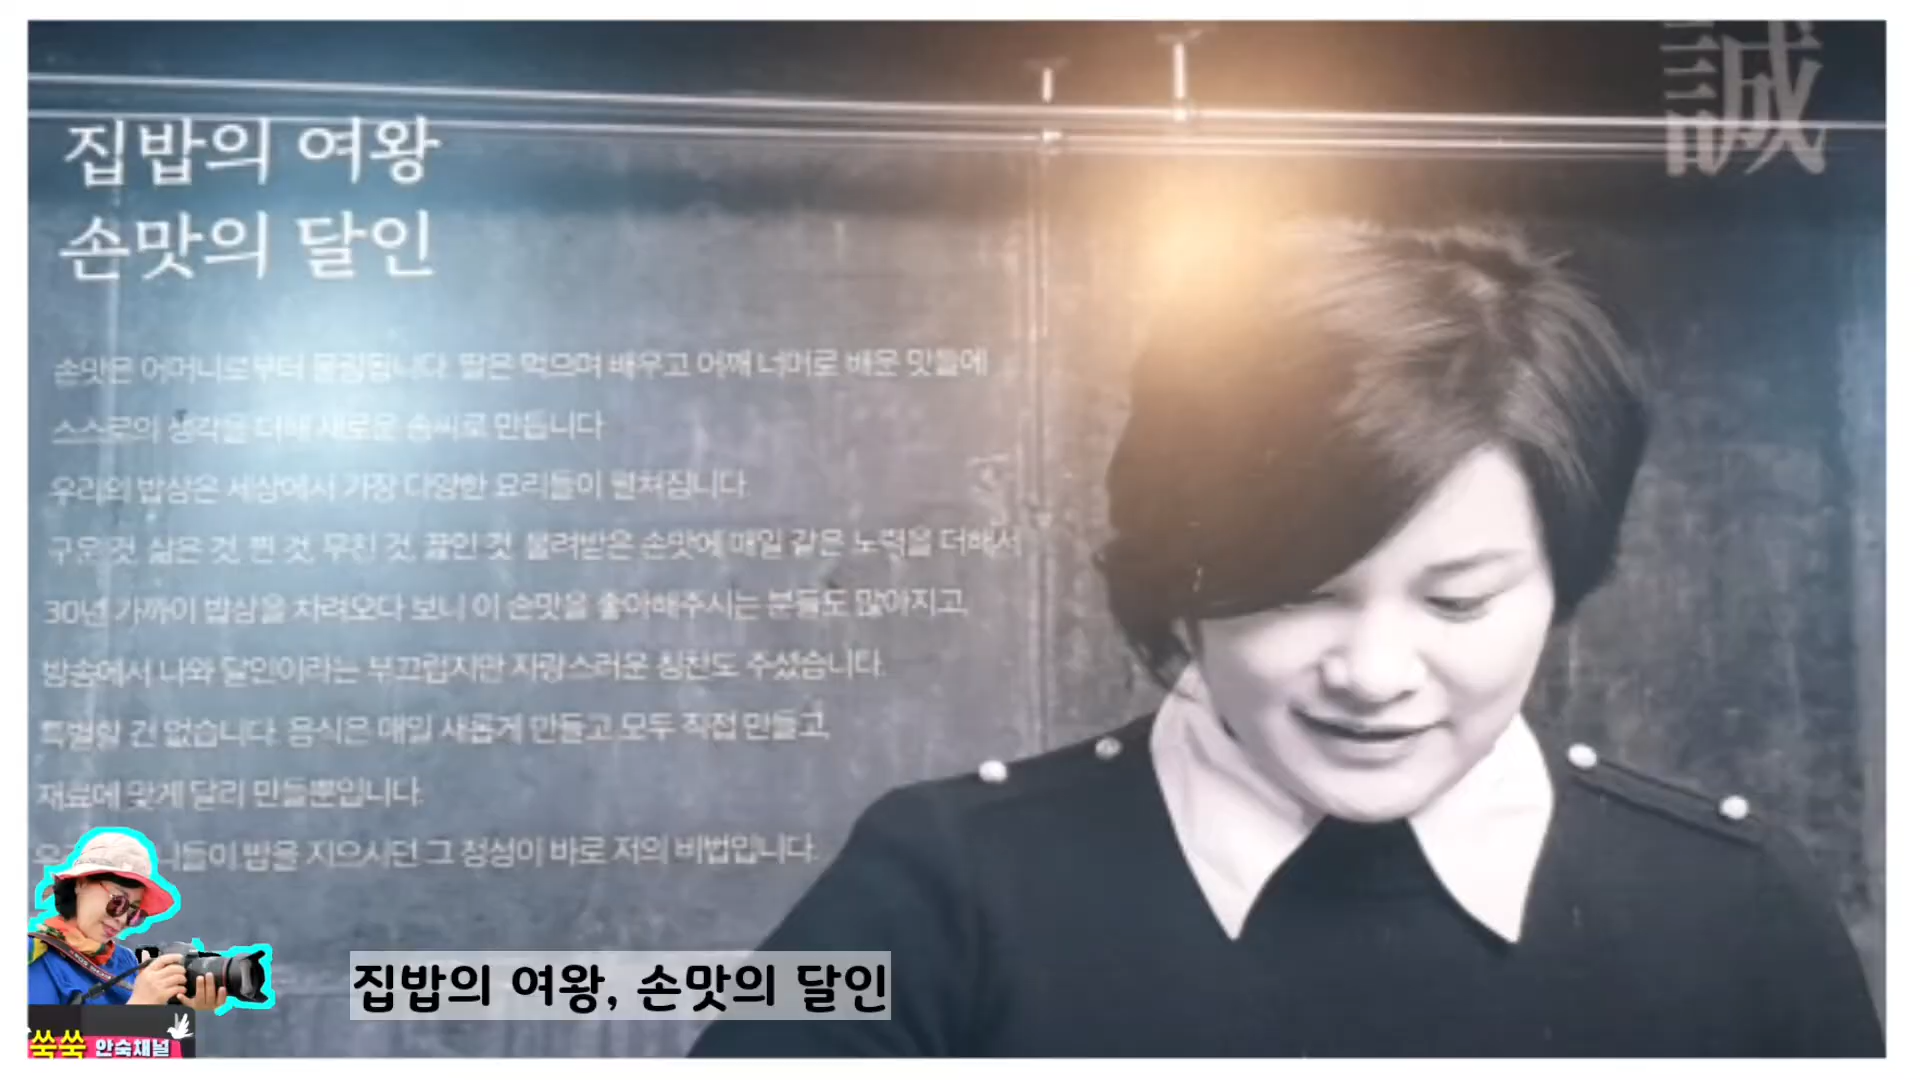 誠
집밥의 여왕
손맛의 달인
손맛은 어머니로부터 물림됩니다. 딸은 먹으며 배우고 어깨 너머로 배운 맛들에
스스로의 생각을 더해 새로운 솜씨로 만듭니다
우리의 밥상은 세상에서 가장 다양한 요리들이 펼쳐집니다.
구운 것, 삶은 것, 찐 것, 무친 것, 끓인 것, 물려받은 손맛에 매일 같은 노력을 더해서
30년 가까이 밥상을 차려오다 보니 이 손맛을 좋아해주시는 분들도 많아지고,
방송에서 나와 달인이라는 부끄럽지만 자랑스러운 칭찬도 주셨습니다.
특별할 건 없습니다. 음식은 매일 새롭게 만들고 모두 직접 만들고,
재료에 맞게 달리 만들뿐입니다.
밥을 지으시던 그 정성이 바로 저의 비법입니다.
집밥의 여왕, 손맛의 달인
쑥쑥 안숙채널